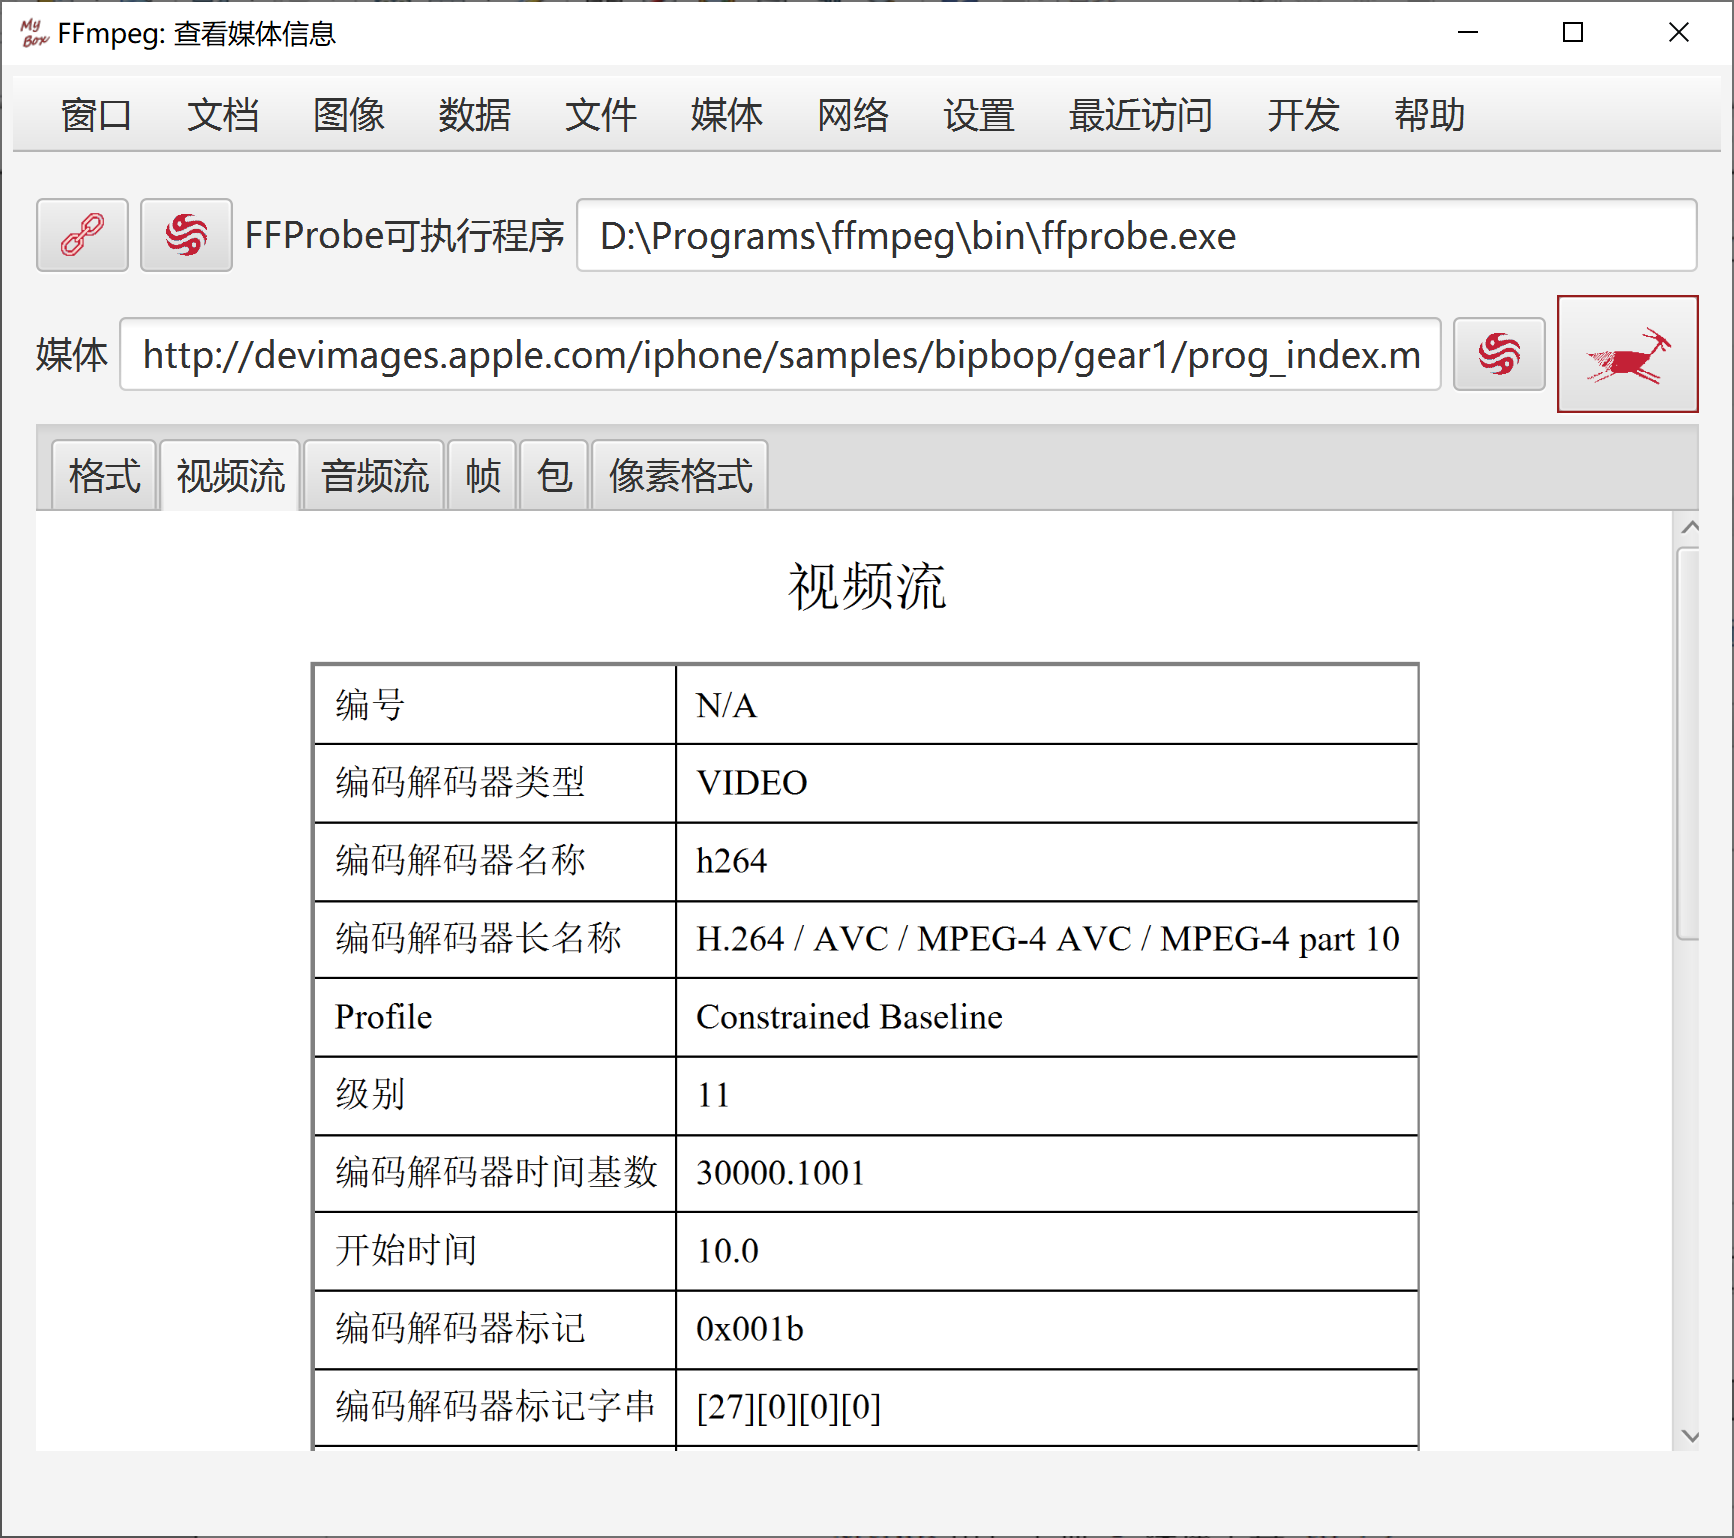 My Box FFmpeg: 查看媒体信息
窗口 文档 图像 数据 文件 媒体 网络 设置 最近访问 开发 帮助
FFProbe可执行程序 D:\Programs\ffmpeg\bin\ffprobe.exe
媒体 http://devimages.apple.com/iphone/samples/bipbop/gear1/prog_index.m
格式 视频流 音频流 帧 包 像素格式
视频流
编号 N/A
编码解码器类型 VIDEO
编码解码器名称 h264
编码解码器长名称 H.264 / AVC / MPEG-4 AVC / MPEG-4 part 10
Profile Constrained Baseline
级别 11
编码解码器时间基数 30000.1001
开始时间 10.0
编码解码器标记 0x001b
编码解码器标记字串 [27][0][0][0]